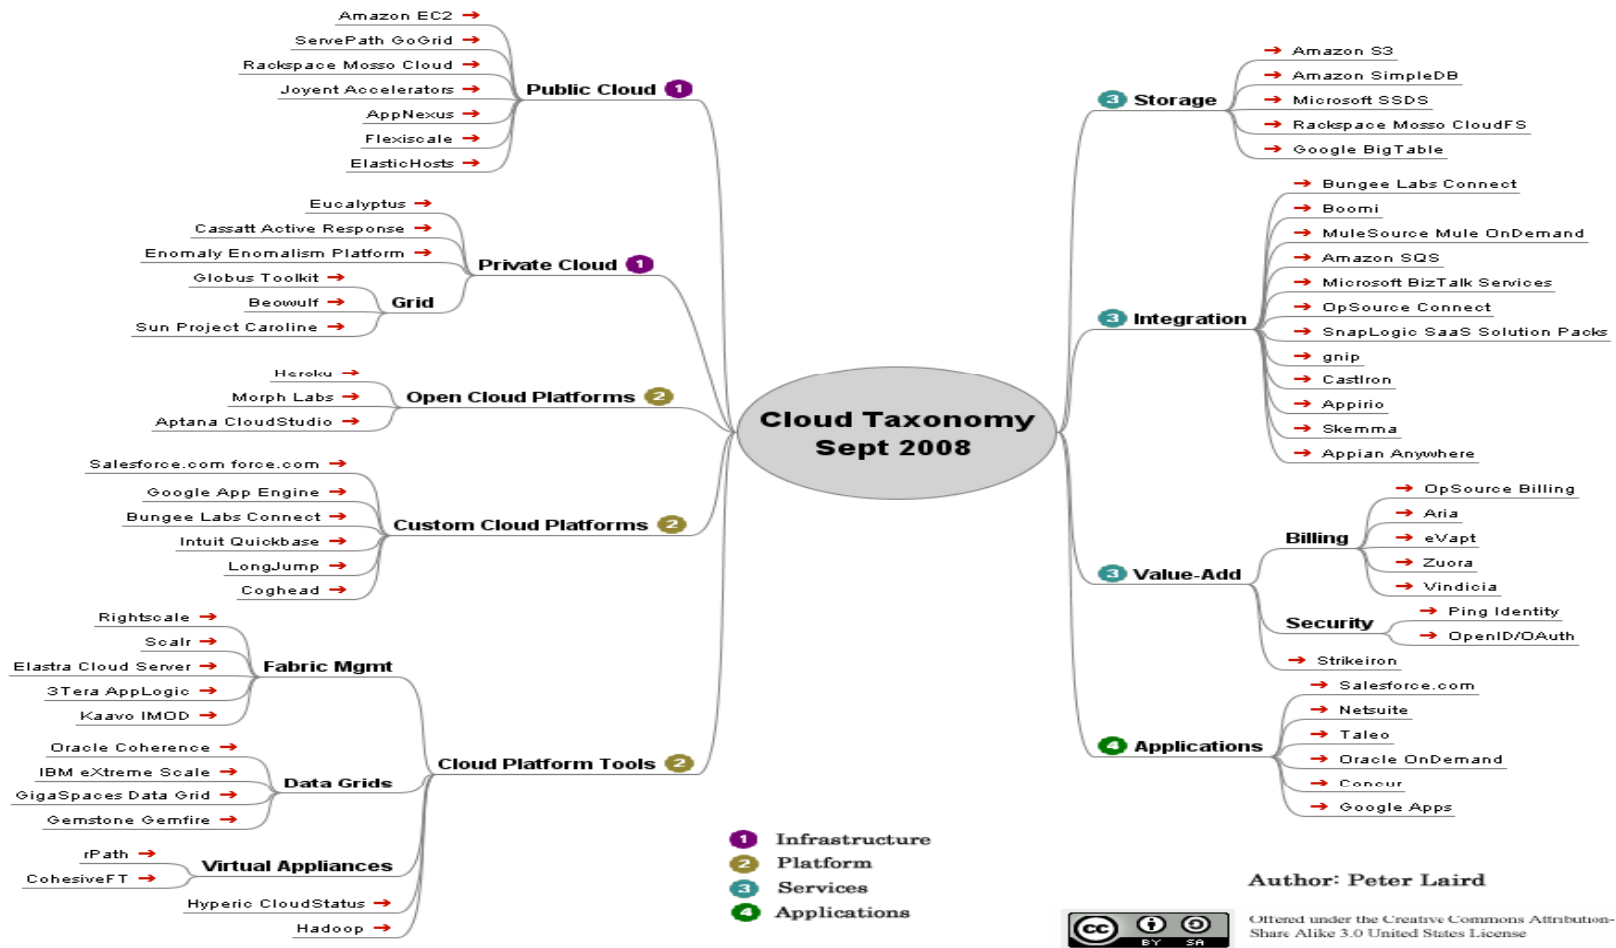 Amazon EC2
ServePath GoGrid
Rackspace Mosso Cloud
Joyent Accelerators
AppNexus
Flexiscale
ElasticHosts
Public Cloud 1
Eucalyptus
Cassatt Active Response
Enomaly Enomalism Platform
Globus Toolkit
Beowulf
Sun Project Caroline
Grid
Private Cloud 1
Heroku
Morph Labs
Aptana CloudStudio
Open Cloud Platforms 2
Salesforce.com force.com
Google App Engine
Bungee Labs Connect
Intuit Quickbase
LongJump
Coghead
Custom Cloud Platforms 2
Rightscale
Scalr
Elastra Cloud Server
3Tera AppLogic
Kaavo IMOD
Fabric Mgmt
Oracle Coherence
IBM eXtreme Scale
GigaSpaces Data Grid
Gemstone Gemfire
Data Grids
rPath
CohesiveFT
Virtual Appliances
Hyperic CloudStatus
Hadoop
Cloud Platform Tools 2
Cloud Taxonomy
Sept 2008
3 Storage
Amazon S3
Amazon SimpleDB
Microsoft SSDS
Rackspace Mosso CloudFS
Google BigTable
3 Integration
Bungee Labs Connect
Boomi
MuleSource Mule OnDemand
Amazon SQS
Microsoft BizTalk Services
OpSource Connect
SnapLogic SaaS Solution Packs
gnip
CastIron
Appirio
Skemma
Appian Anywhere
3 Value-Add
Billing
OpSource Billing
Aria
eVapt
Zuora
Vindicia
Security
Ping Identity
OpenID/OAuth
Strikeiron
4 Applications
Salesforce.com
Netsuite
Taleo
Oracle OnDemand
Concur
Google Apps
1 Infrastructure
2 Platform
3 Services
4 Applications
Author: Peter Laird
cc BY SA
Offered under the Creative Commons Attribution-
Share Alike 3.0 United States License